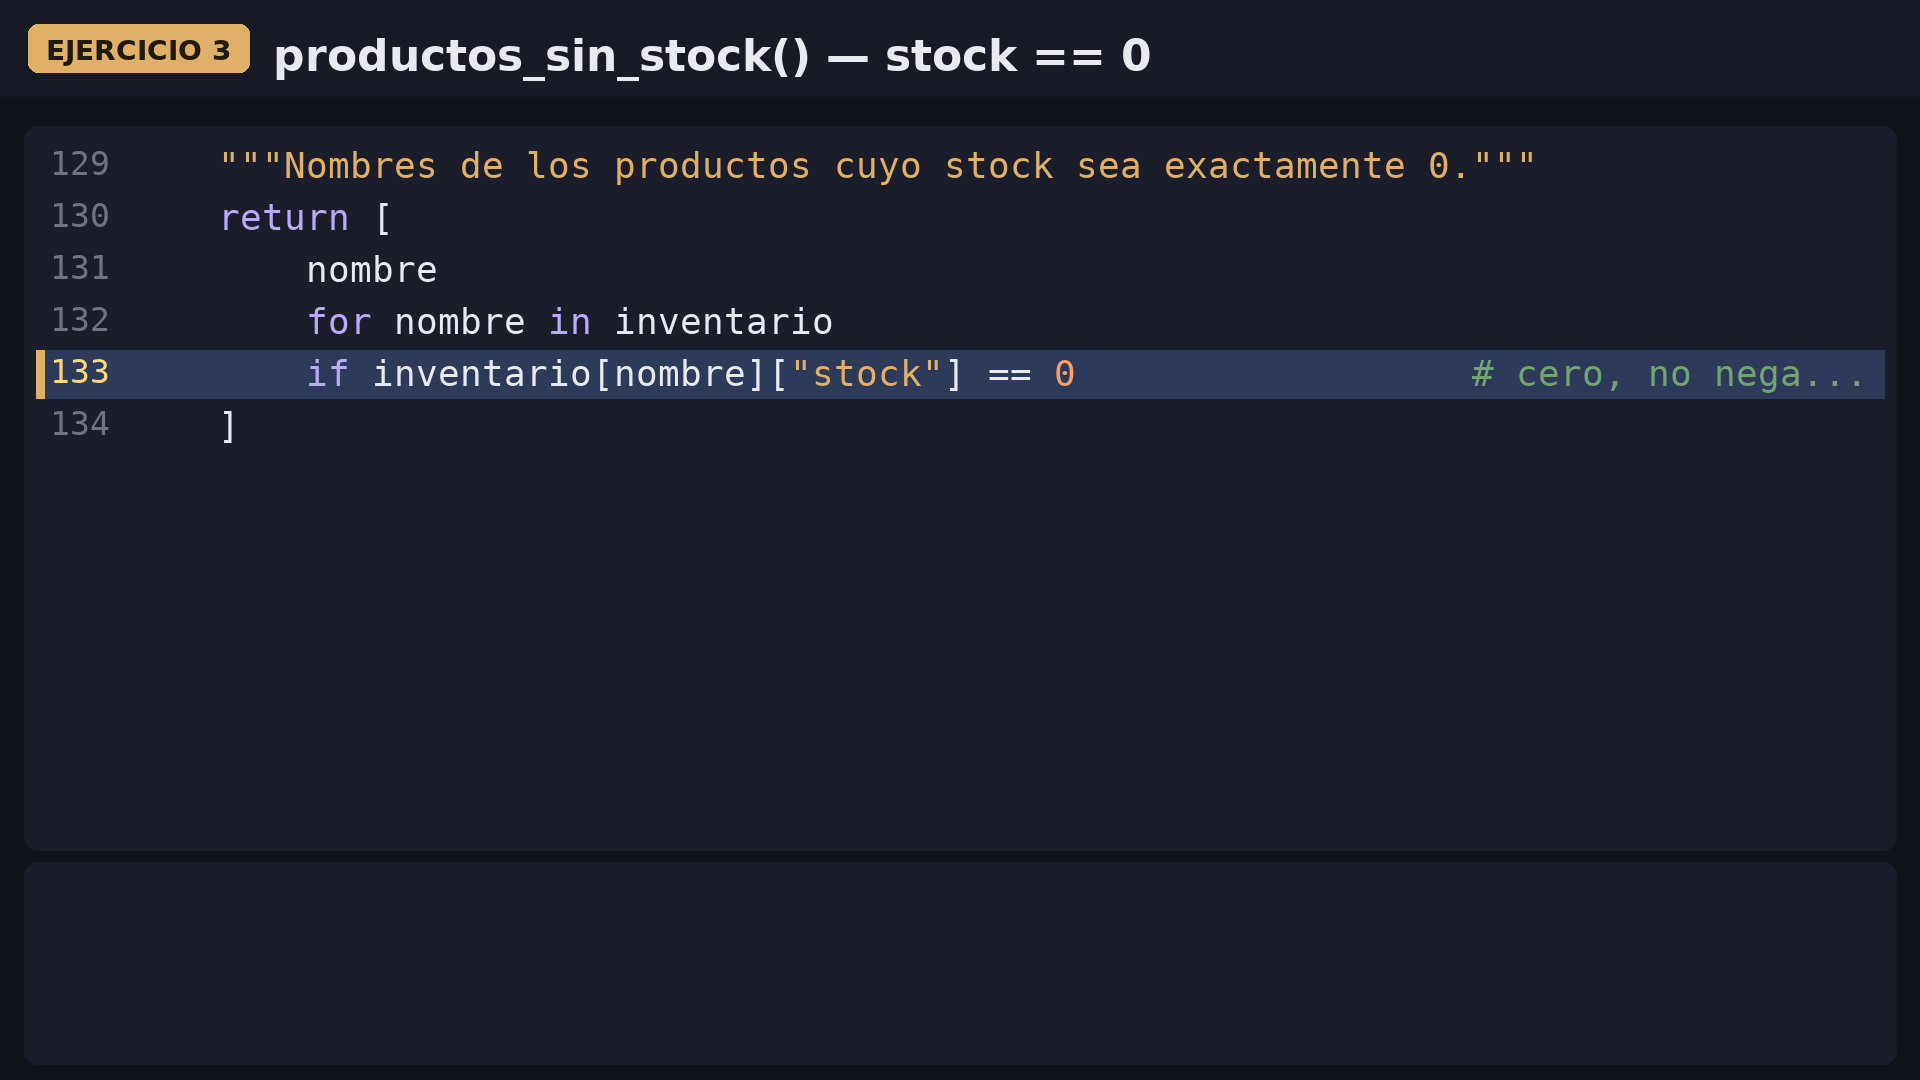 EJERCICIO 3 productos_sin_stock() — stock == 0
129 """Nombres de los productos cuyo stock sea exactamente 0."""
130 return [
131 nombre
132 for nombre in inventario
133 if inventario[nombre]["stock"] == 0 # cero, no nega...
134 ]